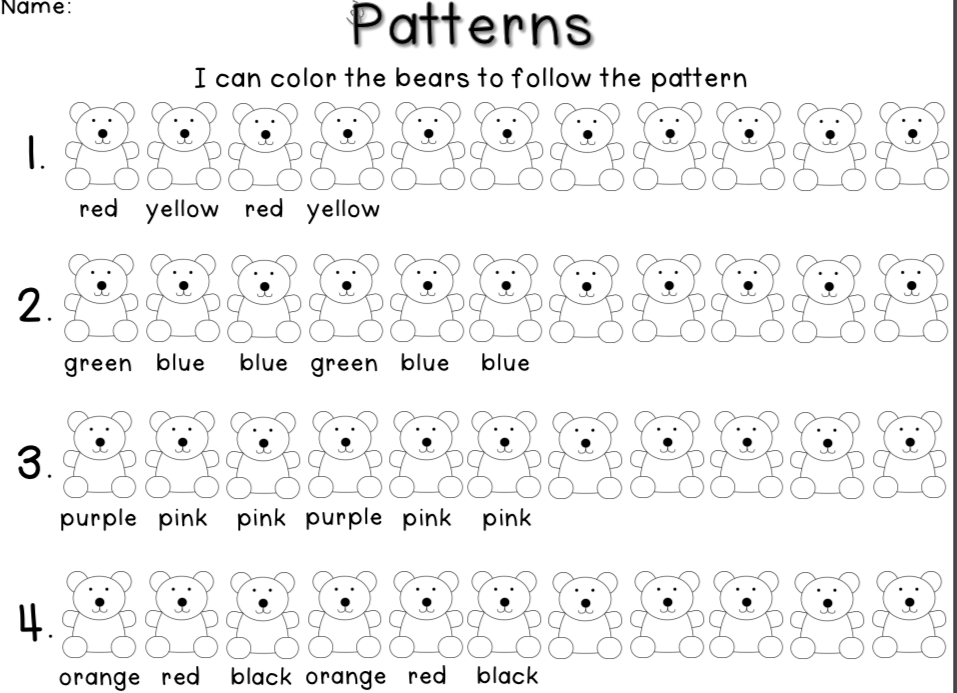 Name:
Patterns
I can color the bears to follow the pattern
1.
red yellow red yellow
2.
green blue blue green blue blue
3.
purple pink pink purple pink pink
4.
orange red black orange red black